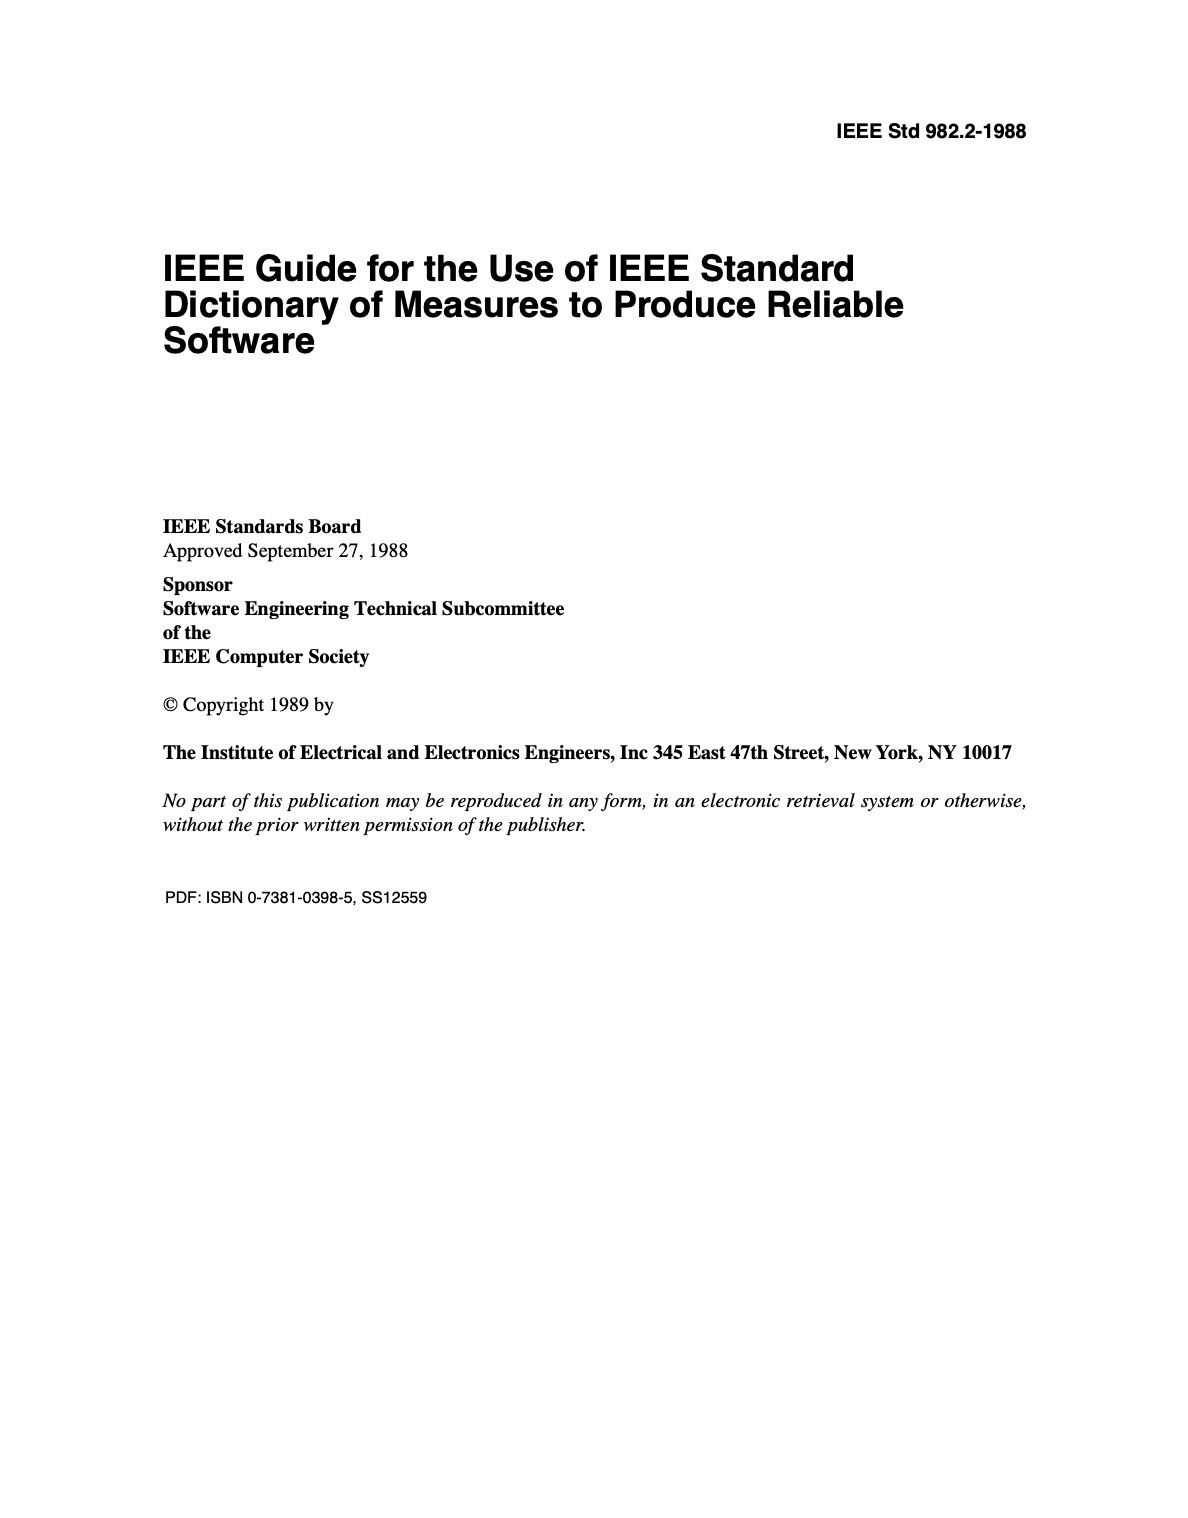 IEEE Std 982.2-1988
IEEE Guide for the Use of IEEE Standard
Dictionary of Measures to Produce Reliable
Software
IEEE Standards Board
Approved September 27, 1988
Sponsor
Software Engineering Technical Subcommittee
of the
IEEE Computer Society
© Copyright 1989 by
The Institute of Electrical and Electronics Engineers, Inc 345 East 47th Street, New York, NY 10017
No part of this publication may be reproduced in any form, in an electronic retrieval system or otherwise,
without the prior written permission of the publisher.
PDF: ISBN 0-7381-0398-5, SS12559